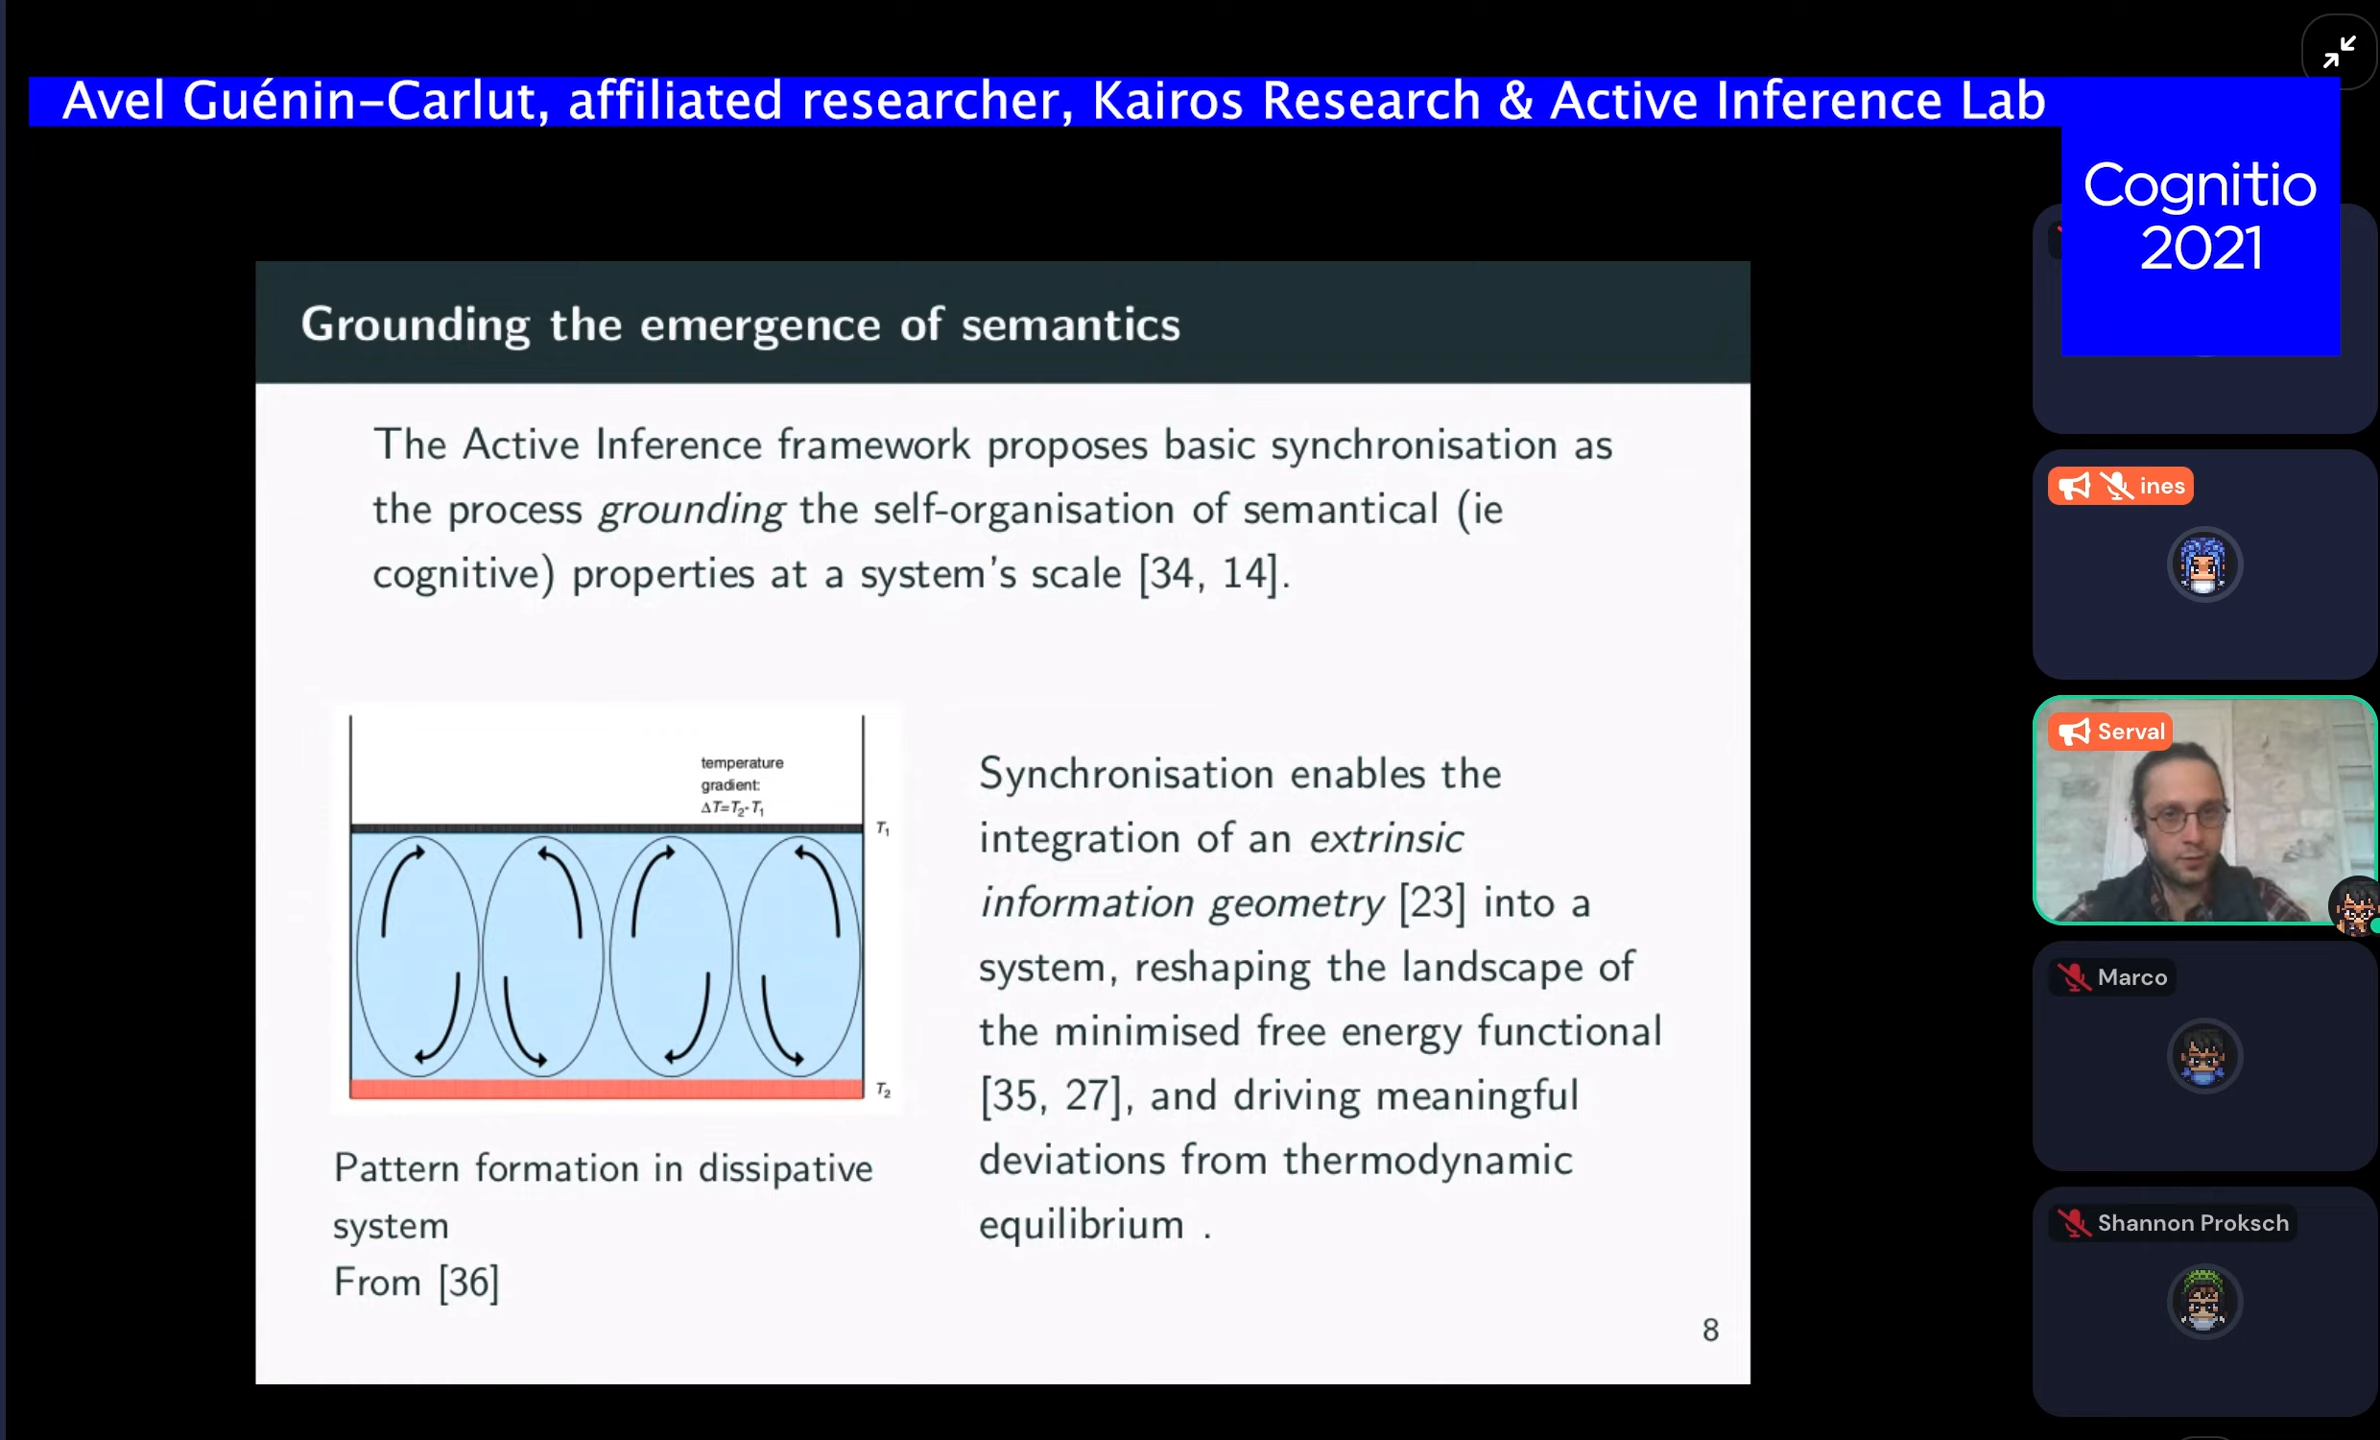 Avel Guénin–Carlut, affiliated researcher, Kairos Research & Active Inference Lab
Cognitio
2021
Grounding the emergence of semantics
The Active Inference framework proposes basic synchronisation as
the process grounding the self-organisation of semantical (ie
cognitive) properties at a system's scale [34, 14].
temperature
gradient:
ΔT=T₂-T₁
T₁
T₂
Pattern formation in dissipative
system
From [36]
Synchronisation enables the
integration of an extrinsic
information geometry [23] into a
system, reshaping the landscape of
the minimised free energy functional
[35, 27], and driving meaningful
deviations from thermodynamic
equilibrium .
8
ines
Serval
Marco
Shannon Proksch